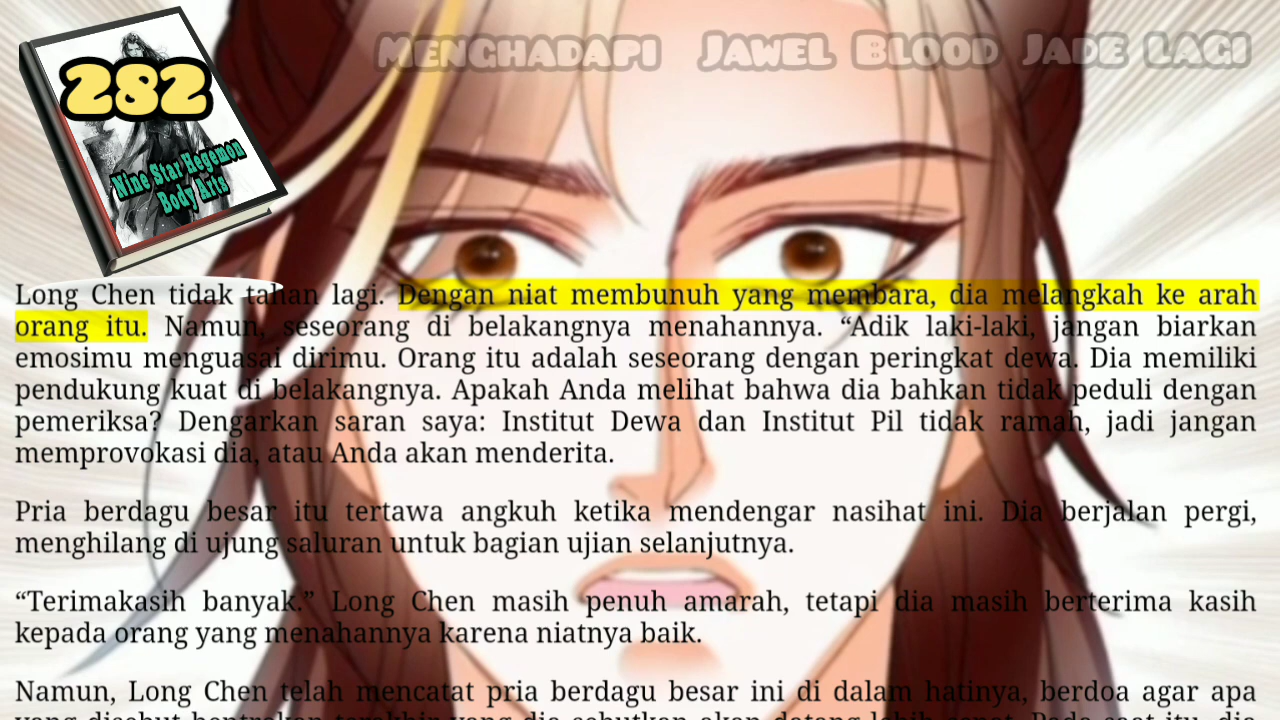 MENGHADAPI JAWEL BLOOD JADE LAGI
282
Nine Star Hegemon
Body Arts
Long Chen tidak tahan lagi. Dengan niat membunuh yang membara, dia melangkah ke arah
orang itu. Namun, seseorang di belakangnya menahannya. “Adik laki-laki, jangan biarkan
emosimu menguasai dirimu. Orang itu adalah seseorang dengan peringkat dewa. Dia memiliki
pendukung kuat di belakangnya. Apakah Anda melihat bahwa dia bahkan tidak peduli dengan
pemeriksa? Dengarkan saran saya: Institut Dewa dan Institut Pil tidak ramah, jadi jangan
memprovokasi dia, atau Anda akan menderita.
Pria berdagu besar itu tertawa angkuh ketika mendengar nasihat ini. Dia berjalan pergi,
menghilang di ujung saluran untuk bagian ujian selanjutnya.
“Terimakasih banyak.” Long Chen masih penuh amarah, tetapi dia masih berterima kasih
kepada orang yang menahannya karena niatnya baik.
Namun, Long Chen telah mencatat pria berdagu besar ini di dalam hatinya, berdoa agar apa